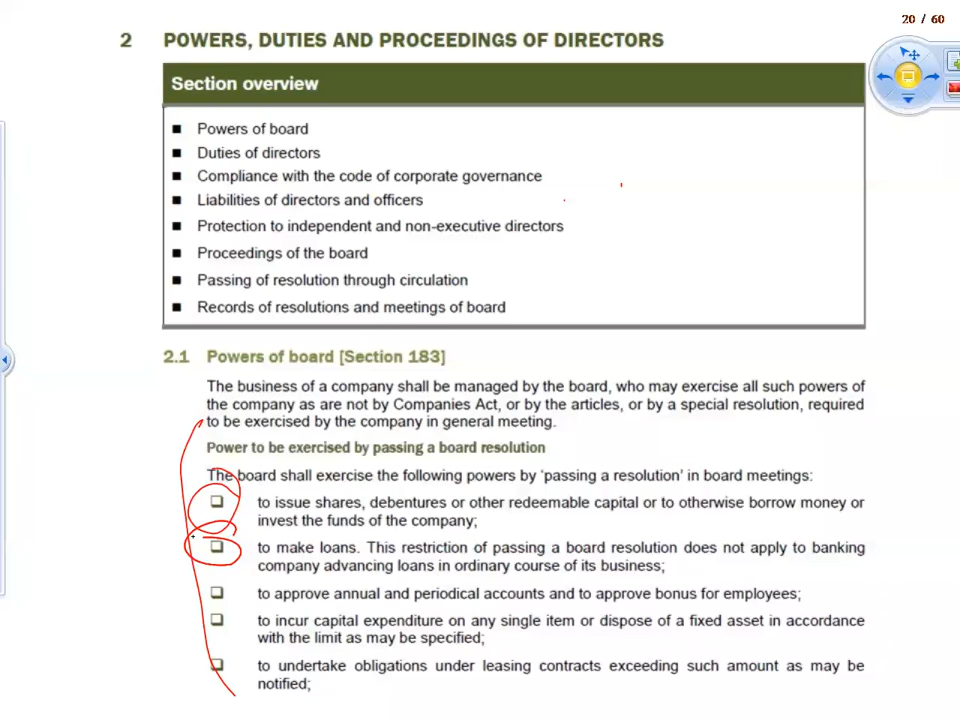 20 / 60
2 POWERS, DUTIES AND PROCEEDINGS OF DIRECTORS
Section overview
Powers of board
Duties of directors
Compliance with the code of corporate governance
Liabilities of directors and officers
Protection to independent and non-executive directors
Proceedings of the board
Passing of resolution through circulation
Records of resolutions and meetings of board
2.1 Powers of board [Section 183]
The business of a company shall be managed by the board, who may exercise all such powers of
the company as are not by Companies Act, or by the articles, or by a special resolution, required
to be exercised by the company in general meeting.
Power to be exercised by passing a board resolution
The board shall exercise the following powers by ‘passing a resolution’ in board meetings:
to issue shares, debentures or other redeemable capital or to otherwise borrow money or
invest the funds of the company;
to make loans. This restriction of passing a board resolution does not apply to banking
company advancing loans in ordinary course of its business;
to approve annual and periodical accounts and to approve bonus for employees;
to incur capital expenditure on any single item or dispose of a fixed asset in accordance
with the limit as may be specified;
to undertake obligations under leasing contracts exceeding such amount as may be
notified;